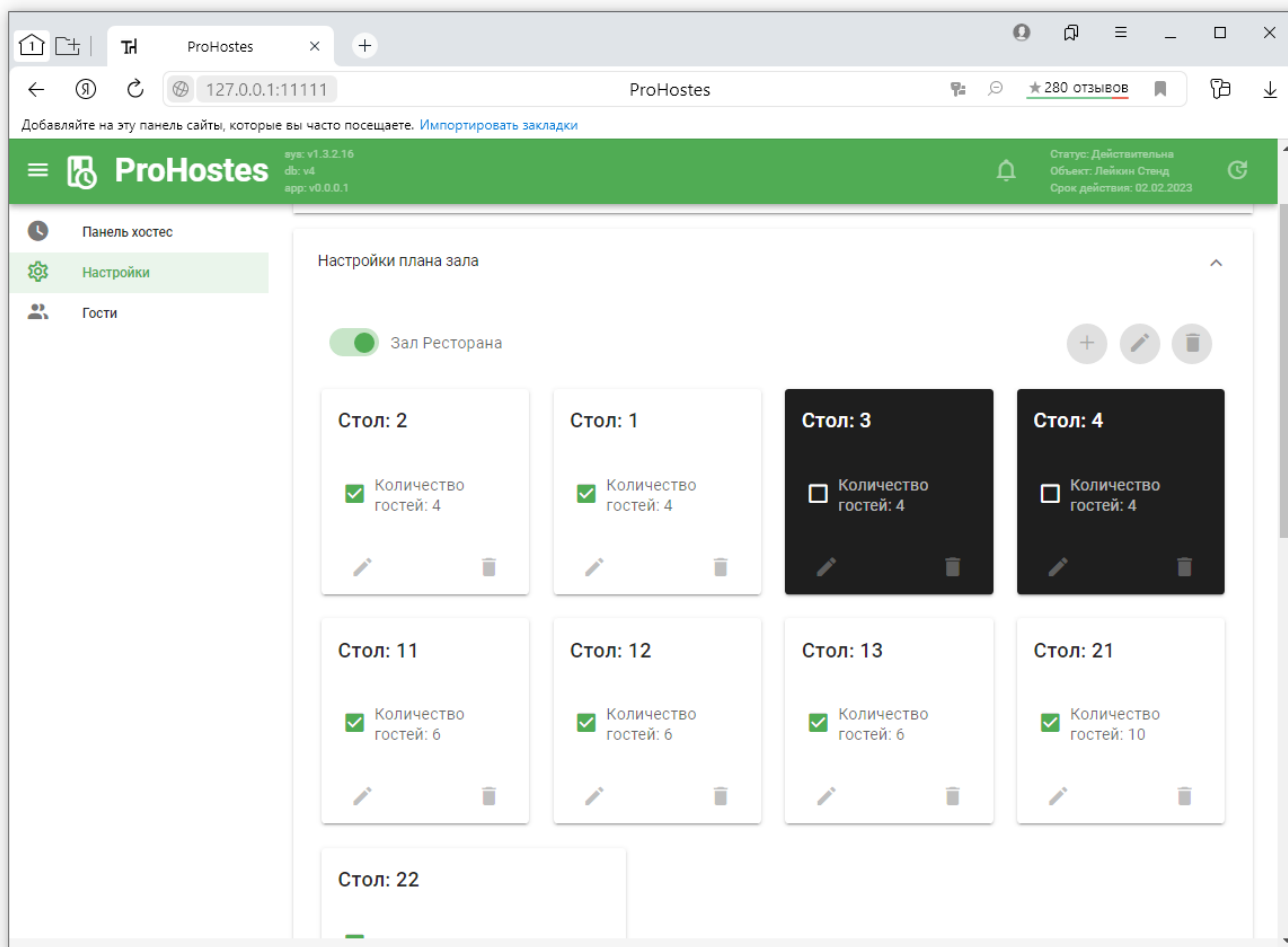 1
TH ProHostes
Я 127.0.0.1:11111 ProHostes 280 отзывов
Добавляйте на эту панель сайты, которые вы часто посещаете. Импортировать закладки
ProHostes
sys: v1.3.2.16
db: v4
app: v0.0.0.1
Статус: Действительна
Объект: Лейкин Стенд
Срок действия: 02.02.2023
Панель хостес
Настройки
Гости
Настройки плана зала
Зал Ресторана
Стол: 2
Количество
гостей: 4
Стол: 1
Количество
гостей: 4
Стол: 3
Количество
гостей: 4
Стол: 4
Количество
гостей: 4
Стол: 11
Количество
гостей: 6
Стол: 12
Количество
гостей: 6
Стол: 13
Количество
гостей: 6
Стол: 21
Количество
гостей: 10
Стол: 22